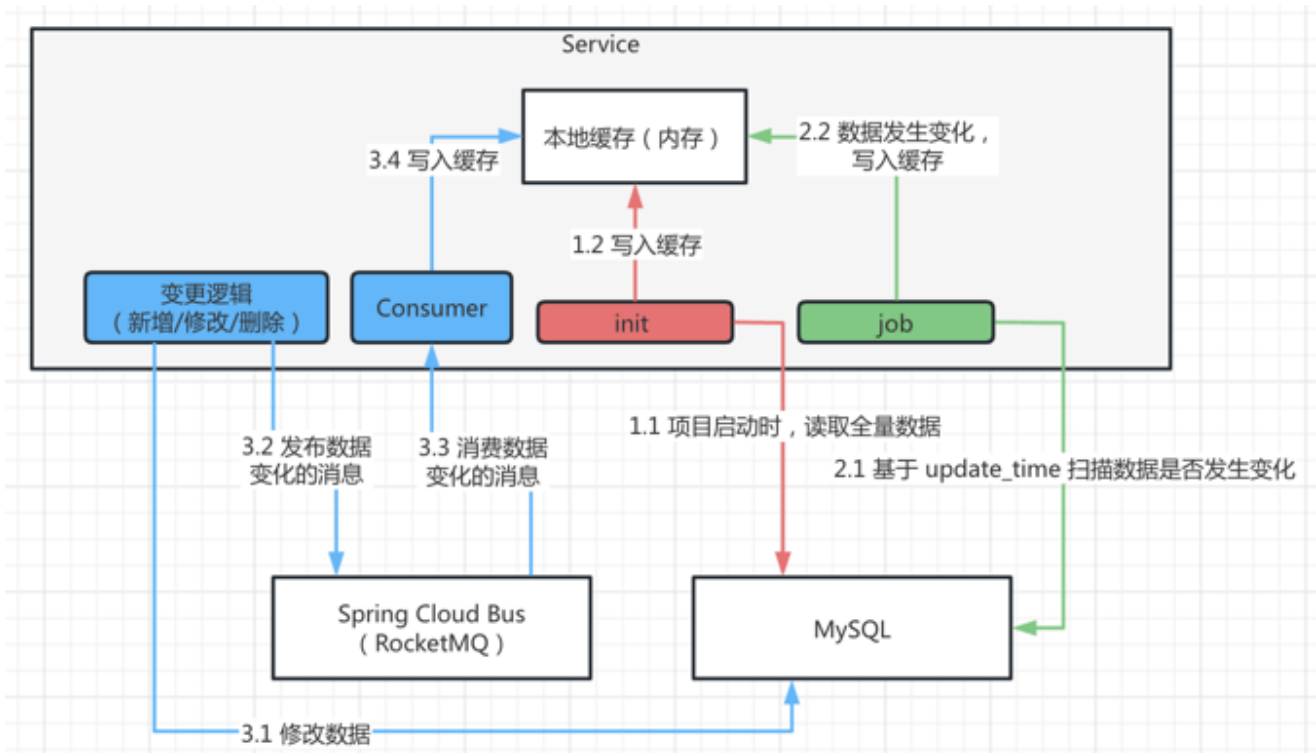 Service
本地缓存（内存）
2.2 数据发生变化，
写入缓存
3.4 写入缓存
1.2 写入缓存
变更逻辑
（新增/修改/删除）
Consumer
init
job
1.1 项目启动时，读取全量数据
3.2 发布数据
变化的消息
3.3 消费数据
变化的消息
2.1 基于 update_time 扫描数据是否发生变化
Spring Cloud Bus
（RocketMQ）
MySQL
3.1 修改数据